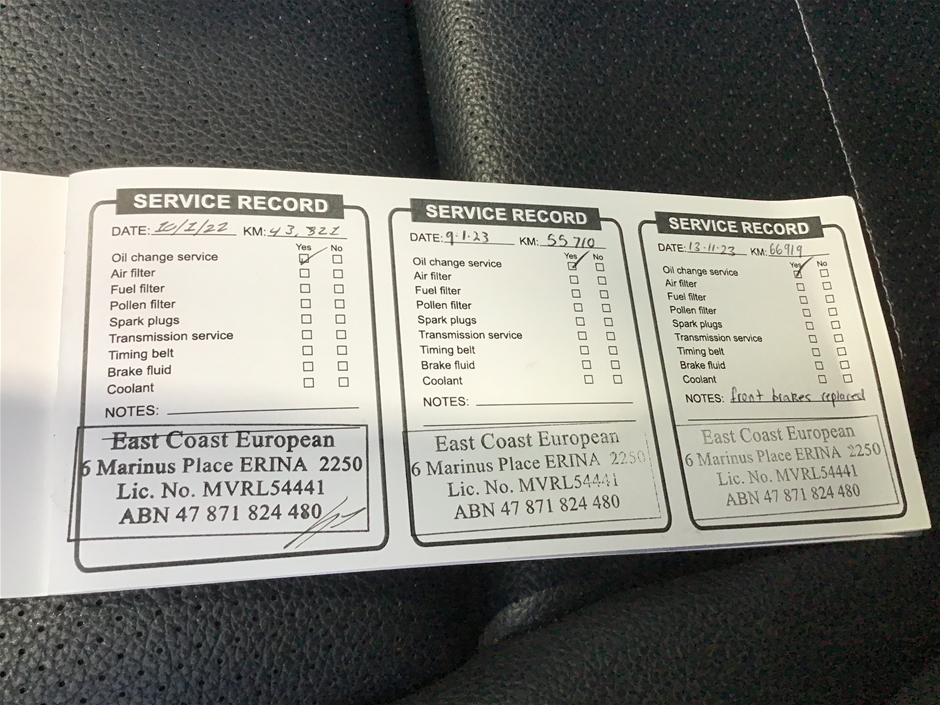 SERVICE RECORD
DATE: 10/1/22 KM: 43,821
Yes No
Oil change service
Air filter
Fuel filter
Pollen filter
Spark plugs
Transmission service
Timing belt
Brake fluid
Coolant
NOTES:
East Coast European
6 Marinus Place ERINA 2250
Lic. No. MVRL54441
ABN 47 871 824 480
SERVICE RECORD
DATE: 9.1.23 KM: 55710
Yes No
Oil change service
Air filter
Fuel filter
Pollen filter
Spark plugs
Transmission service
Timing belt
Brake fluid
Coolant
NOTES:
East Coast European
6 Marinus Place ERINA 2250
Lic. No. MVRL54441
ABN 47 871 824 480
SERVICE RECORD
DATE: 13.11.23 KM: 66919
Yes No
Oil change service
Air filter
Fuel filter
Pollen filter
Spark plugs
Transmission service
Timing belt
Brake fluid
Coolant
NOTES: front brakes replaced
East Coast European
6 Marinus Place ERINA 2250
Lic. No. MVRL54441
ABN 47 871 824 480